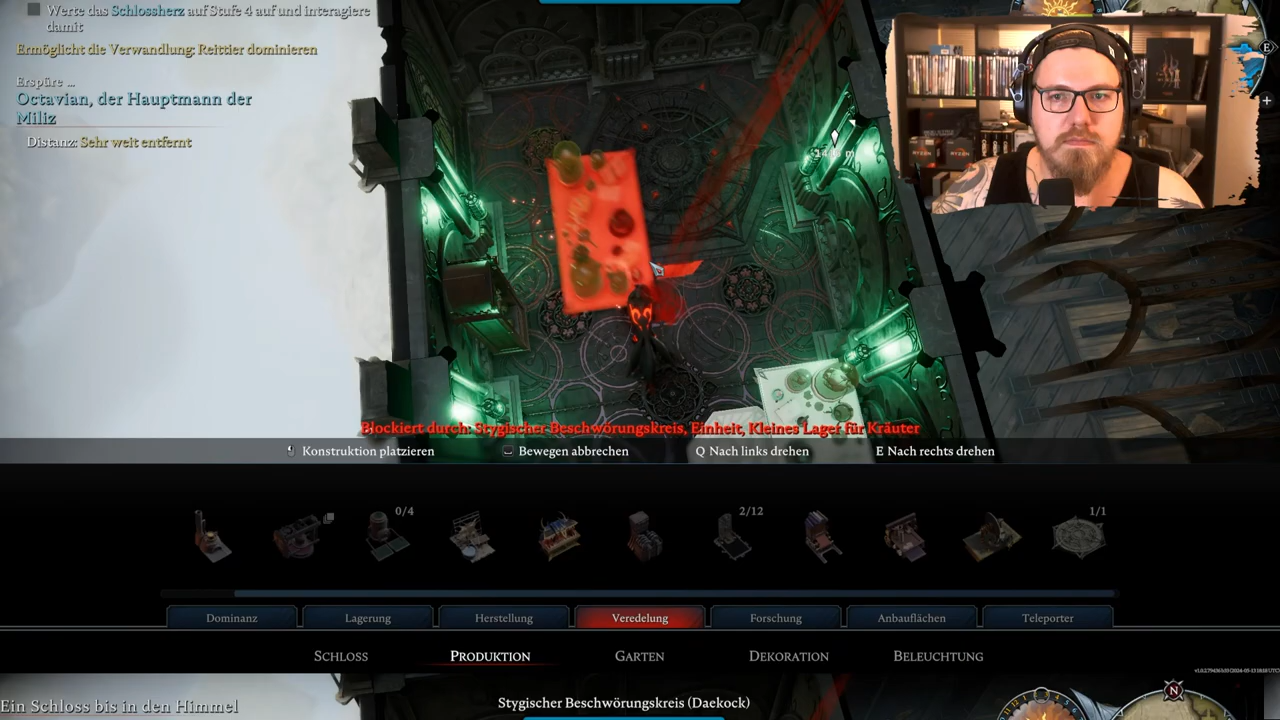 Werte das Schlossherz auf Stufe 4 auf und interagiere
damit
Ermöglicht die Verwandlung: Reittier dominieren
Erspüre ...
Octavian, der Hauptmann der
Miliz
Distanz: Sehr weit entfernt
E
Blockiert durch: Stygischer Beschwörungskreis, Einheit, Kleines Lager für Kräuter
Konstruktion platzieren
Bewegen abbrechen
Q Nach links drehen
E Nach rechts drehen
0/4
2/12
1/1
Dominanz
Lagerung
Herstellung
Veredelung
Forschung
Anbauflächen
Teleporter
SCHLOSS
PRODUKTION
GARTEN
DEKORATION
BELEUCHTUNG
Ein Schloss bis in den Himmel
Stygischer Beschwörungskreis (Daekock)
N